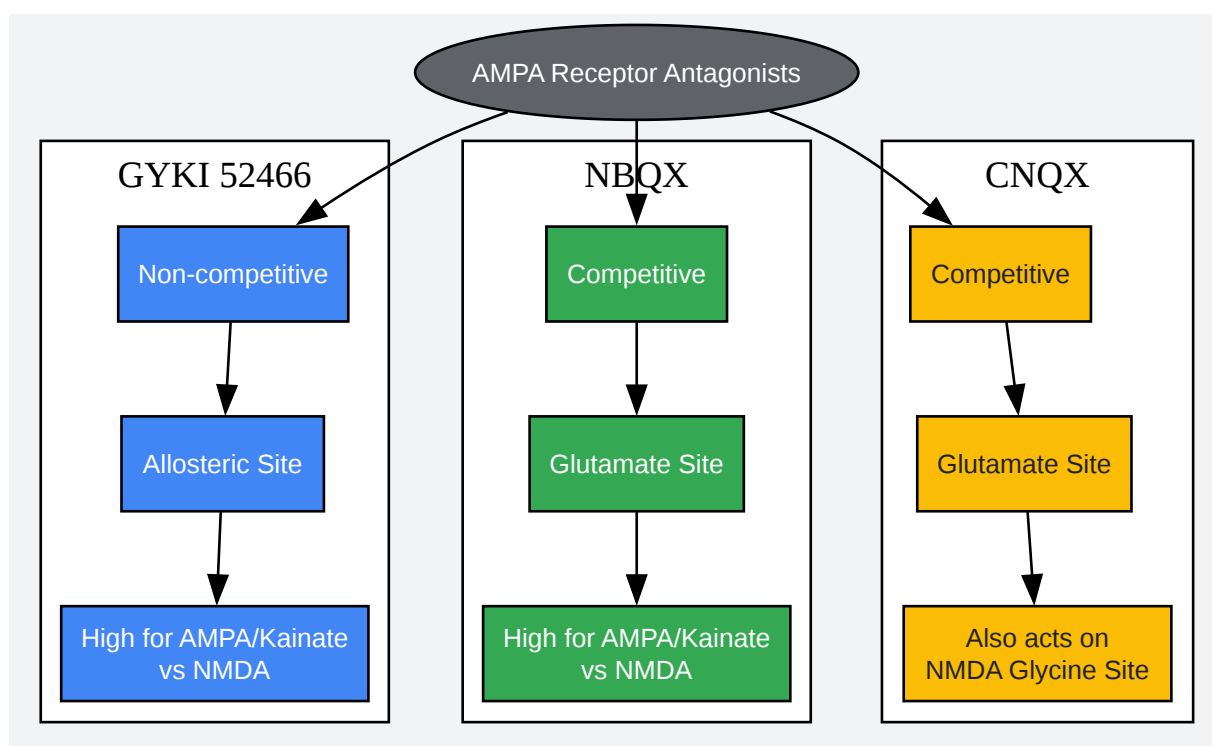 AMPA Receptor Antagonists
GYKI 52466
Non-competitive
Allosteric Site
High for AMPA/Kainate
vs NMDA
NBQX
Competitive
Glutamate Site
High for AMPA/Kainate
vs NMDA
CNQX
Competitive
Glutamate Site
Also acts on
NMDA Glycine Site